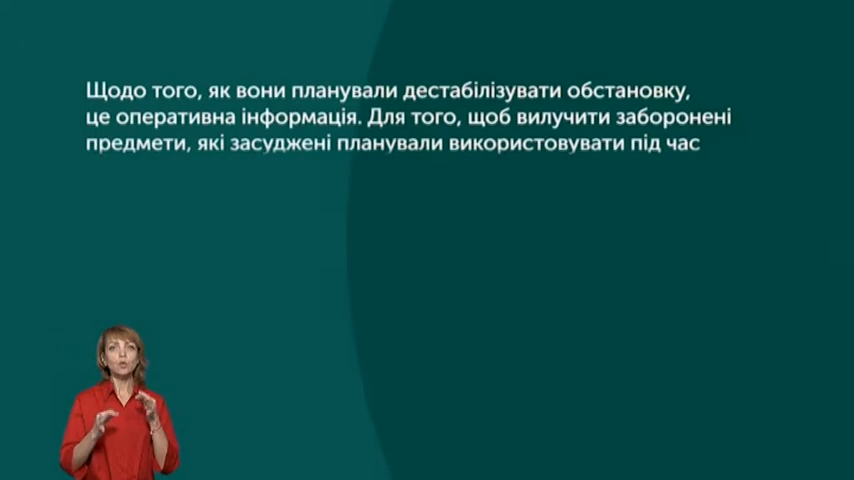 Щодо того, як вони планували дестабілізувати обстановку,
це оперативна інформація. Для того, щоб вилучити заборонені
предмети, які засуджені планували використовувати під час